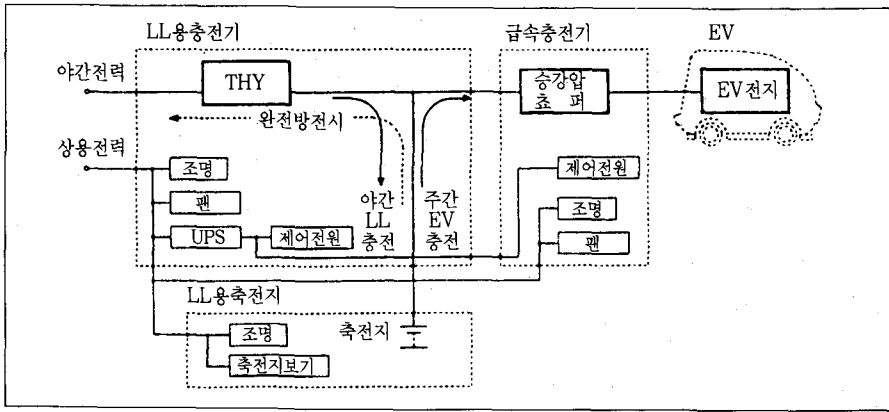 LL용충전기
급속충전기
EV
야간전력
THY
승강압
쵸 퍼
EV전지
완전방전시
상용전력
조명
제어전원
팬
야간
LL
충전
주간
EV
충전
조명
UPS
제어전원
팬
LL용축전지
조명
축전지
축전지보기